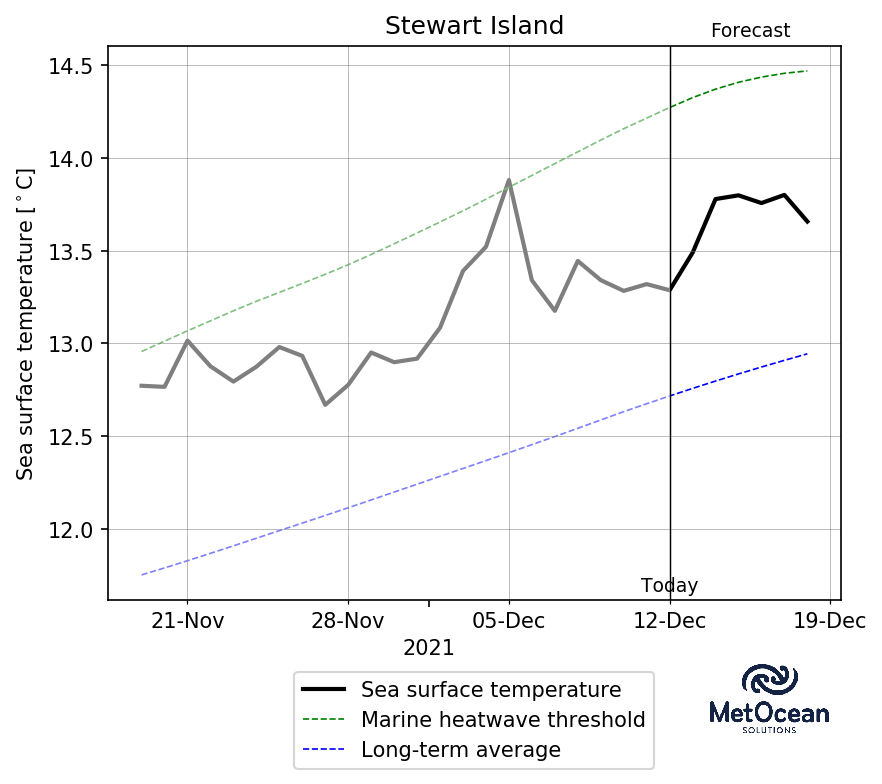 Stewart Island
Forecast
14.5
14.0
13.5
13.0
12.5
12.0
Sea surface temperature [°C]
Today
21-Nov 28-Nov 05-Dec 12-Dec 19-Dec
2021
Sea surface temperature
Marine heatwave threshold
Long-term average
MetOcean
SOLUTIONS